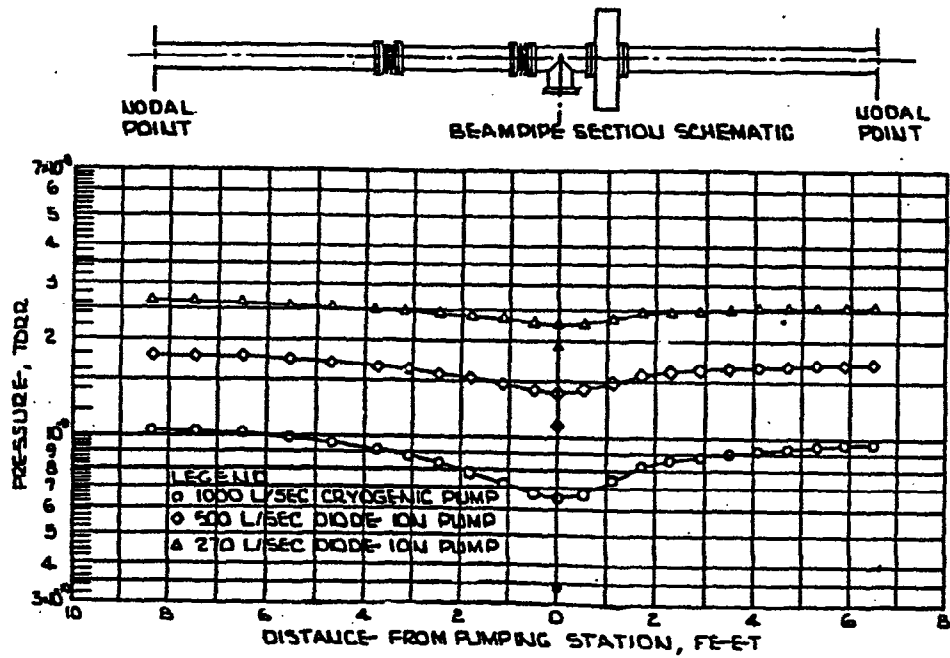 NODAL
POINT
BEAMPIPE SECTION SCHEMATIC
NODAL
POINT
PRESSURE, TORR
6
5
4
3
2
9
8
7
6
5
4
LEGEND
○ 1000 L/SEC CRYOGENIC PUMP
◇ 500 L/SEC DIODE ION PUMP
△ 270 L/SEC DIODE ION PUMP
10 8 6 4 2 0 2 4 6 8
DISTANCE FROM PUMPING STATION, FEET